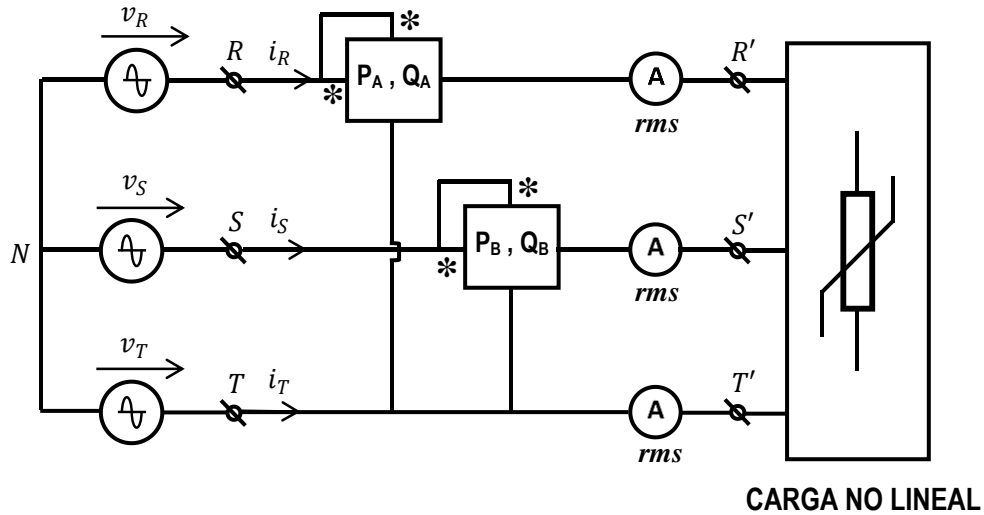 v_R
R
i_R
*
*
P_A , Q_A
A
rms
R′
v_S
N
S
i_S
*
*
P_B , Q_B
A
rms
S′
v_T
T
i_T
A
rms
T′
CARGA NO LINEAL